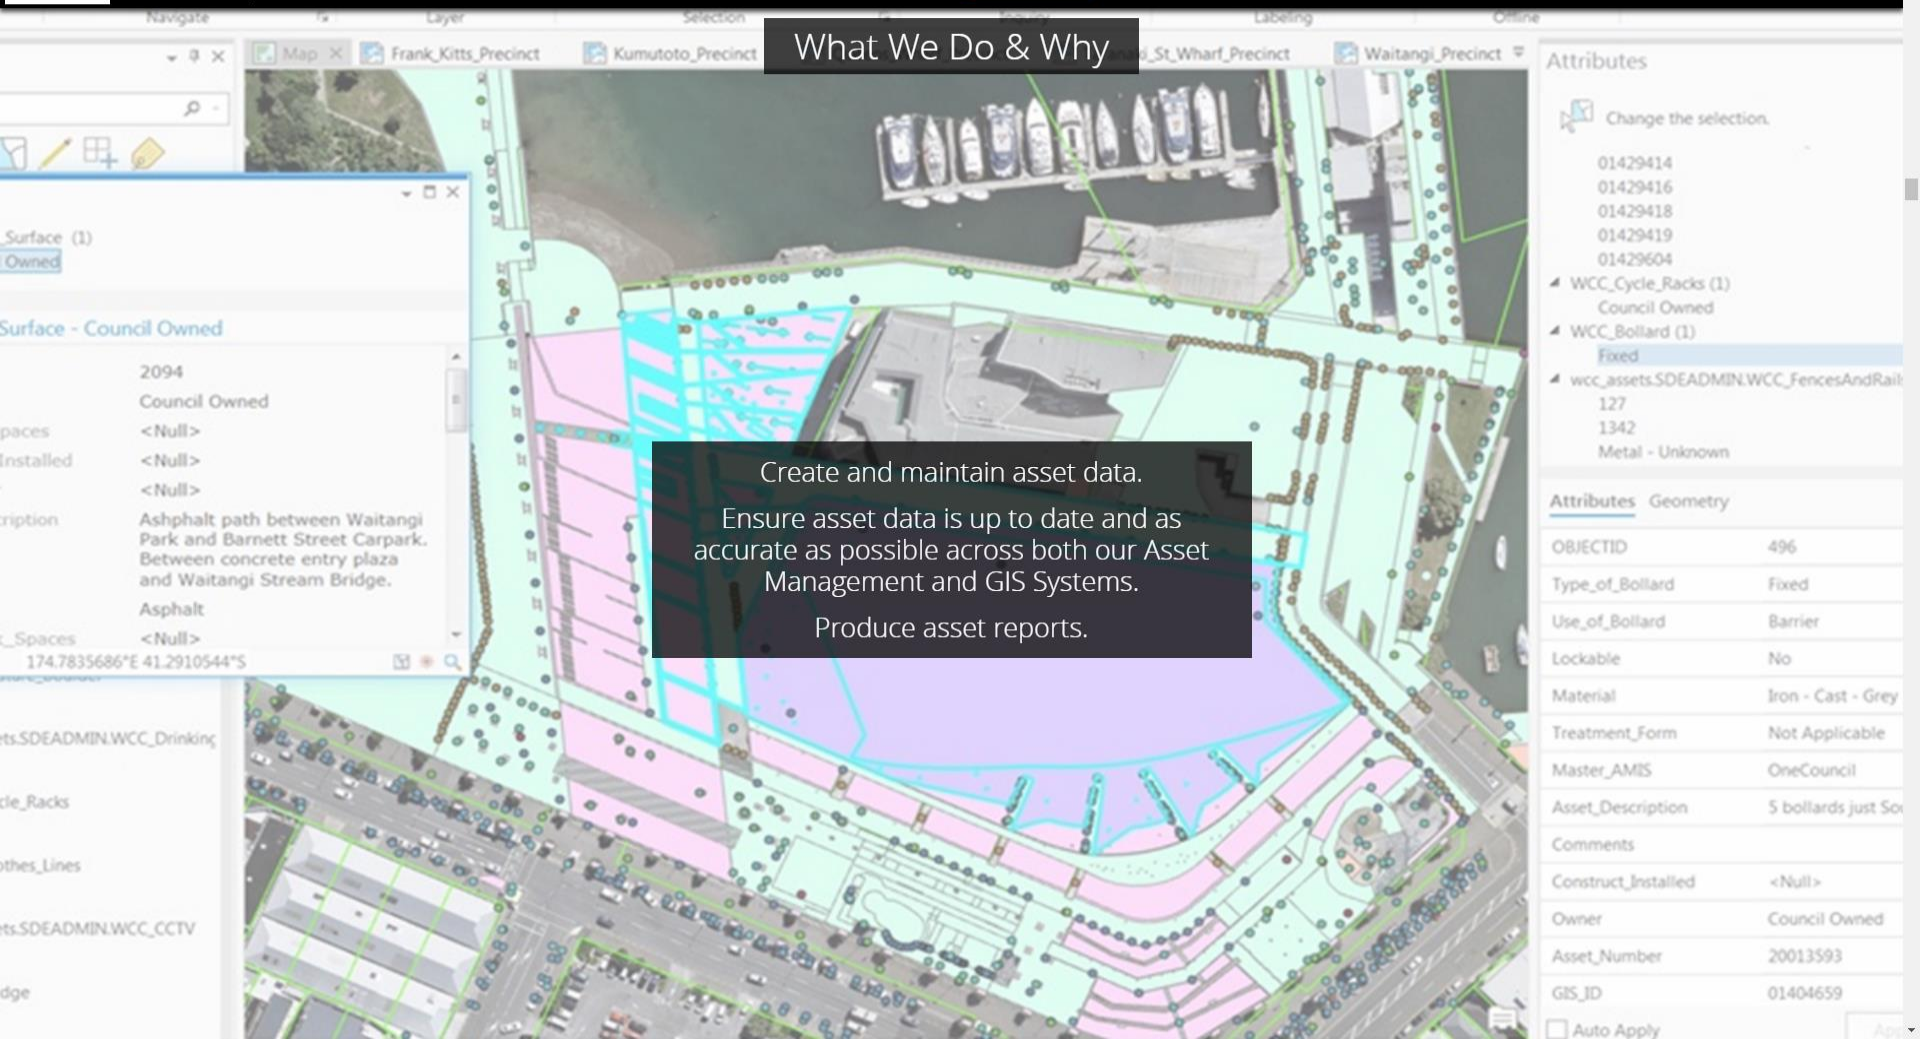 Navigate
Layer
Selection
Inquiry
Labeling
Offline
What We Do & Why
Map
Frank_Kitts_Precinct
Kumutoto_Precinct
_St_Wharf_Precinct
Waitangi_Precinct
_Surface (1)
Owned
Surface - Council Owned
2094
Council Owned
paces
<Null>
Installed
<Null>
<Null>
ription
Ashphalt path between Waitangi
Park and Barnett Street Carpark.
Between concrete entry plaza
and Waitangi Stream Bridge.
Asphalt
_Spaces
<Null>
174.7835686°E 41.2910544°S
ts.SDEADMIN.WCC_Drinking
cle_Racks
othes_Lines
ts.SDEADMIN.WCC_CCTV
dge
Create and maintain asset data.
Ensure asset data is up to date and as
accurate as possible across both our Asset
Management and GIS Systems.
Produce asset reports.
Attributes
Change the selection.
01429414
01429416
01429418
01429419
01429604
WCC_Cycle_Racks (1)
Council Owned
WCC_Bollard (1)
Fixed
wcc_assets.SDEADMIN.WCC_FencesAndRails
127
1342
Metal - Unknown
Attributes Geometry
OBJECTID 496
Type_of_Bollard Fixed
Use_of_Bollard Barrier
Lockable No
Material Iron - Cast - Grey
Treatment_Form Not Applicable
Master_AMIS OneCouncil
Asset_Description 5 bollards just Sou
Comments
Construct_Installed <Null>
Owner Council Owned
Asset_Number 20013593
GIS_ID 01404659
Auto Apply
App